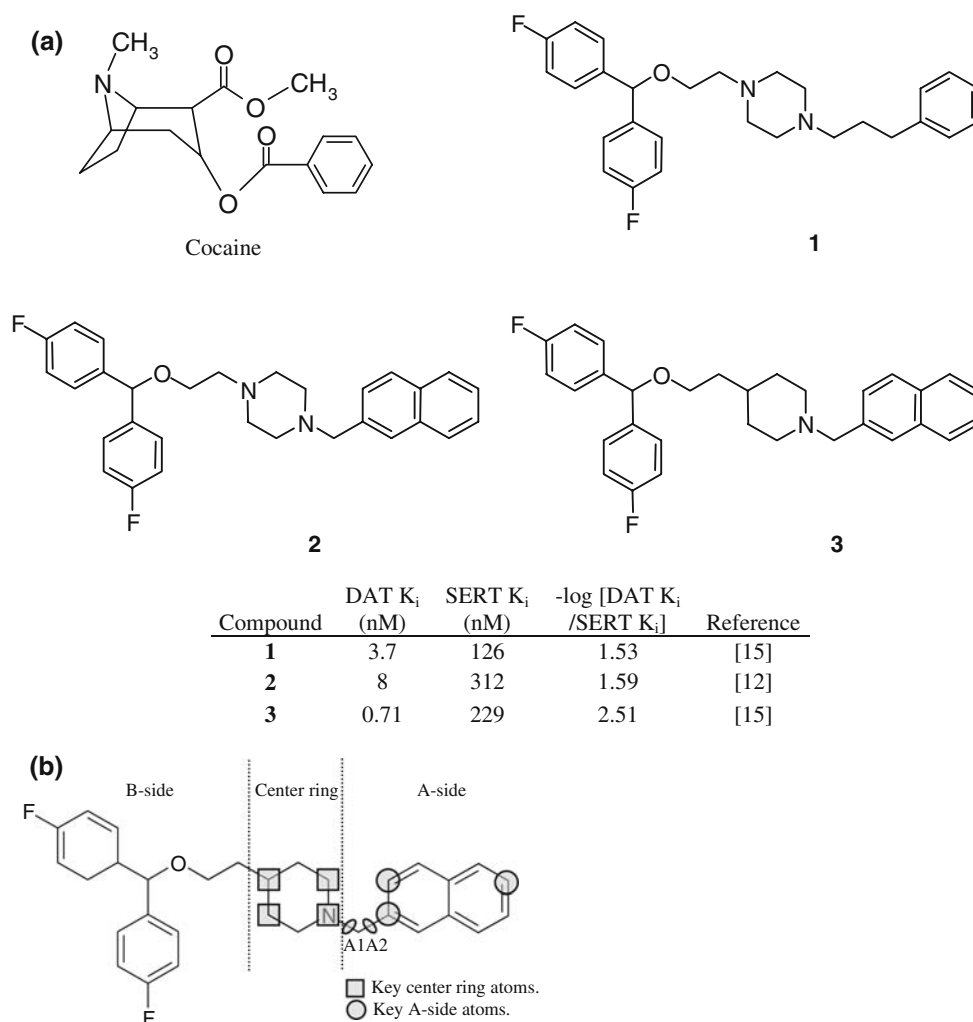 (a)
CH₃
N
O
O
CH₃
O
O
Cocaine
F
O
N
N
F
1
F
O
N
N
F
2
F
O
N
F
3
DAT Kᵢ SERT Kᵢ -log [DAT Kᵢ
Compound (nM) (nM) /SERT Kᵢ] Reference
1 3.7 126 1.53 [15]
2 8 312 1.59 [12]
3 0.71 229 2.51 [15]
(b)
B-side Center ring A-side
F
O
N
A1A2
F
Key center ring atoms.
Key A-side atoms.